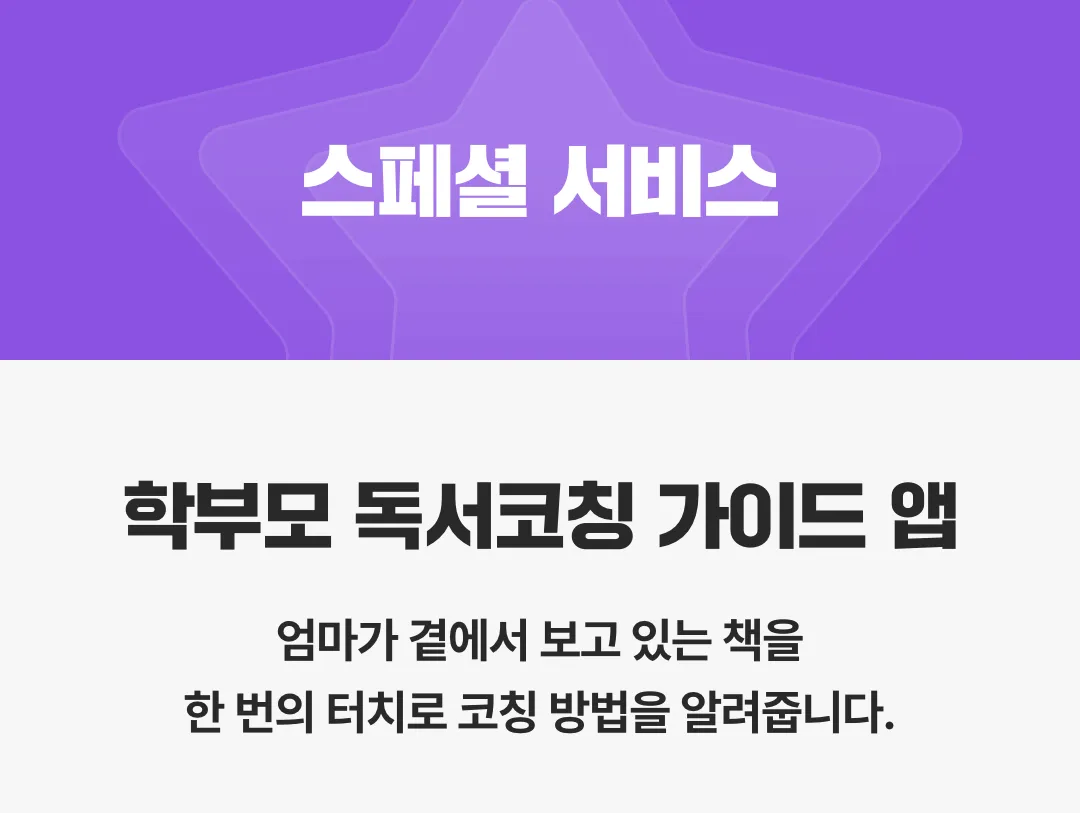 스페셜 서비스
학부모 독서코칭 가이드 앱
엄마가 곁에서 보고 있는 책을
한 번의 터치로 코칭 방법을 알려줍니다.